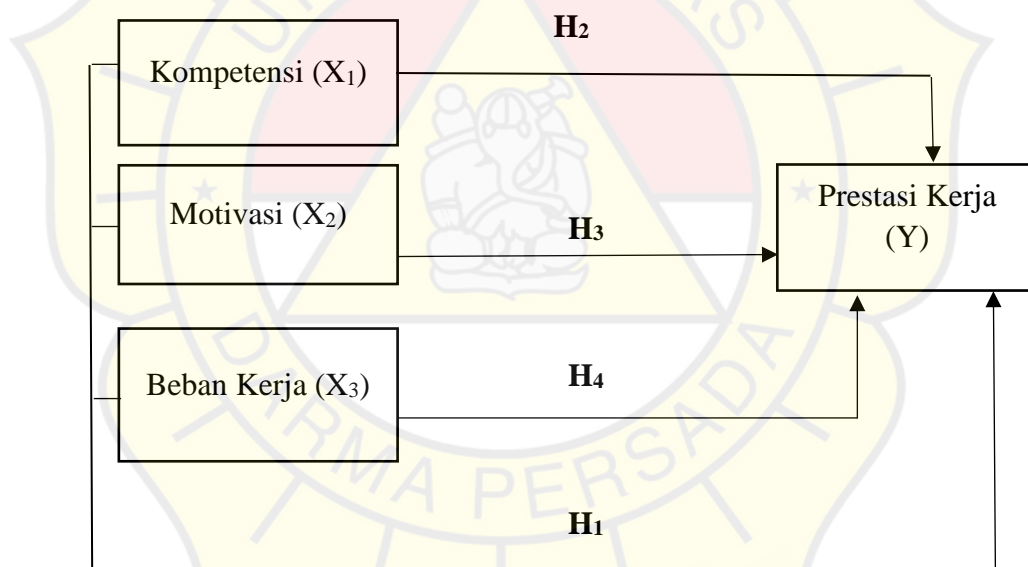 H2
Kompetensi (X1)
Prestasi Kerja
(Y)
Motivasi (X2)
H3
Beban Kerja (X3)
H4
H1
DARMA PERSADA